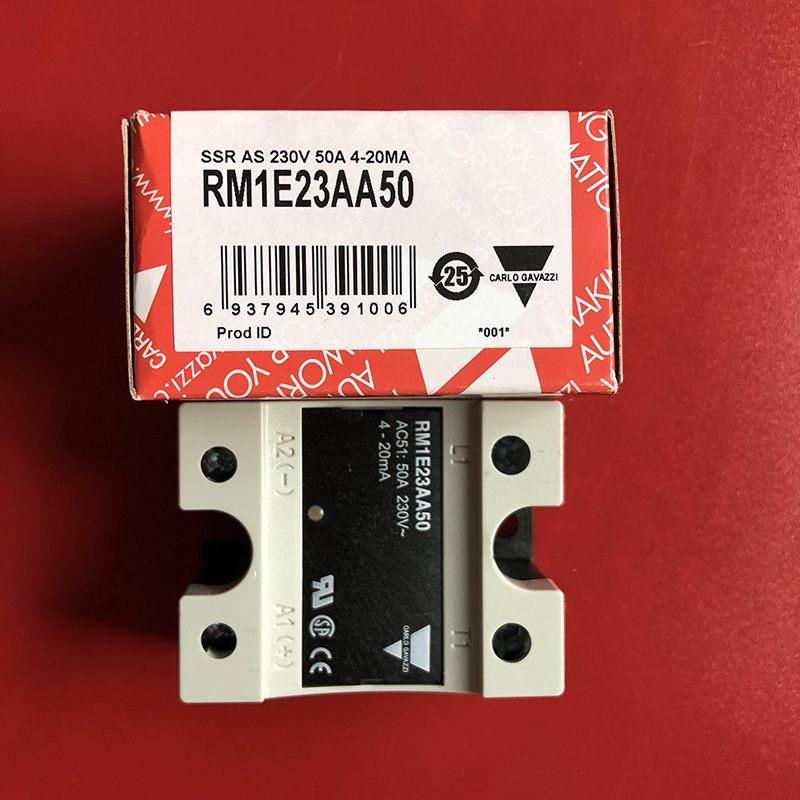 SSR AS 230V 50A 4-20MA
RM1E23AA50
6 937945 391006
25
CARLO GAVAZZI
Prod ID
*001*
RM1E23AA50
AC51: 50A 230V~
4 - 20mA
A2(-)
L1
A1(+)
T1
CARLO GAVAZZI